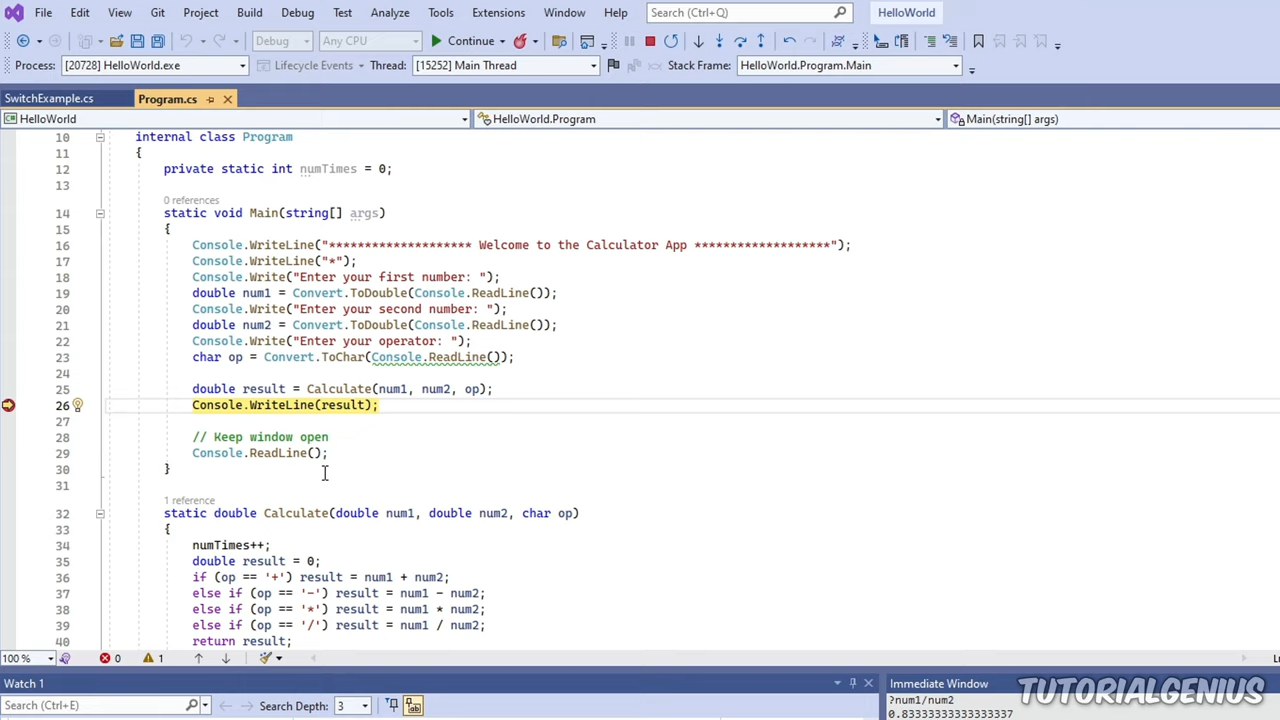 File Edit View Git Project Build Debug Test Analyze Tools Extensions Window Help Search (Ctrl+Q) HelloWorld
Debug Any CPU Continue
Process: [20728] HelloWorld.exe Lifecycle Events Thread: [15252] Main Thread Stack Frame: HelloWorld.Program.Main
SwitchExample.cs Program.cs
HelloWorld HelloWorld.Program Main(string[] args)
10 internal class Program
11 {
12 private static int numTimes = 0;
13
0 references
14 static void Main(string[] args)
15 {
16 Console.WriteLine("******************** Welcome to the Calculator App *******************");
17 Console.WriteLine("*");
18 Console.Write("Enter your first number: ");
19 double num1 = Convert.ToDouble(Console.ReadLine());
20 Console.Write("Enter your second number: ");
21 double num2 = Convert.ToDouble(Console.ReadLine());
22 Console.Write("Enter your operator: ");
23 char op = Convert.ToChar(Console.ReadLine());
24
25 double result = Calculate(num1, num2, op);
26 Console.WriteLine(result);
27
28 // Keep window open
29 Console.ReadLine();
30 }
31
1 reference
32 static double Calculate(double num1, double num2, char op)
33 {
34 numTimes++;
35 double result = 0;
36 if (op == '+') result = num1 + num2;
37 else if (op == '-') result = num1 - num2;
38 else if (op == '*') result = num1 * num2;
39 else if (op == '/') result = num1 / num2;
40 return result;
100 % 0 1 Ln
Watch 1 Immediate Window
Search (Ctrl+E) Search Depth: 3 ?num1/num2
0.83333333333333337
TUTORIALGENIUS